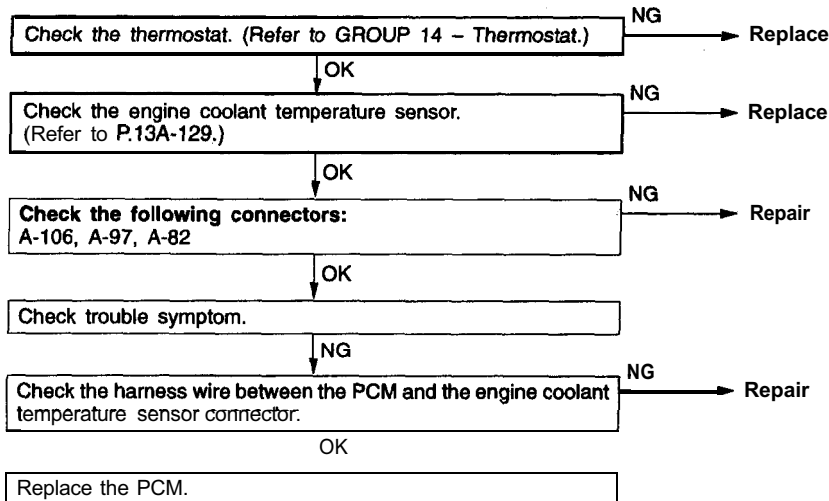 Check the thermostat. (Refer to GROUP 14 – Thermostat.)
NG
Replace
OK
Check the engine coolant temperature sensor.
(Refer to P.13A-129.)
NG
Replace
OK
Check the following connectors:
A-106, A-97, A-82
NG
Repair
OK
Check trouble symptom.
NG
Check the harness wire between the PCM and the engine coolant
temperature sensor connector.
NG
Repair
OK
Replace the PCM.